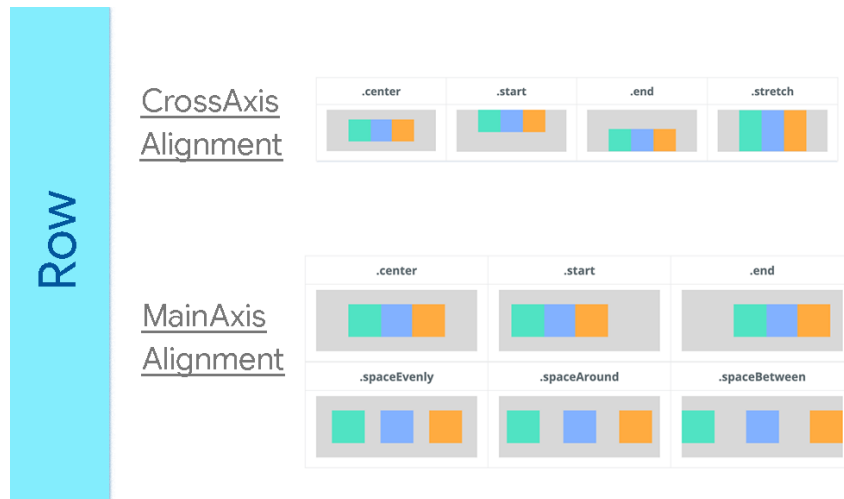 Row
CrossAxis
Alignment
.center .start .end .stretch
MainAxis
Alignment
.center .start .end
.spaceEvenly .spaceAround .spaceBetween